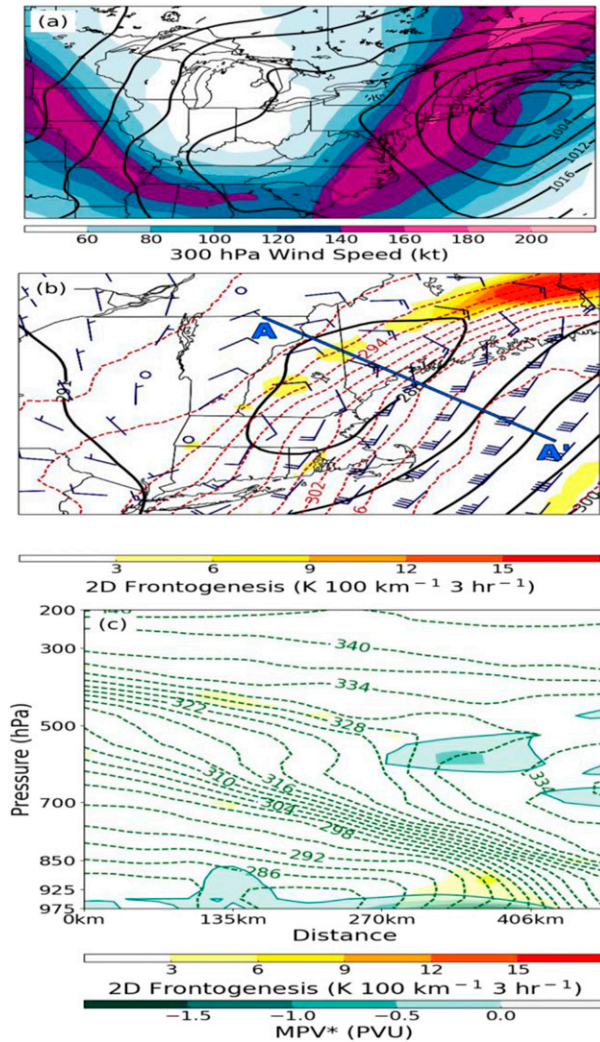 (a)
1000
1004
1012
1016
60 80 100 120 140 160 180 200
300 hPa Wind Speed (kt)
(b)
A
294
291
A'
302
300
3 6 9 12 15
2D Frontogenesis (K 100 km⁻¹ 3 hr⁻¹)
(c)
Pressure (hPa)
200
300
500
700
850
925
975
340
334
328
322
316
334
310
304
298
292
286
0km 135km 270km 406km
Distance
3 6 9 12 15
2D Frontogenesis (K 100 km⁻¹ 3 hr⁻¹)
−1.5 −1.0 −0.5 0.0
MPV* (PVU)